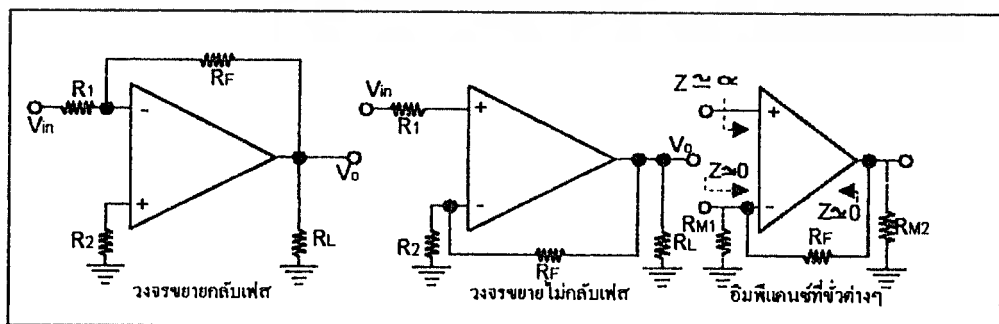 R1
Vin
RF
-
+
R2
RL
Vo
วงจรขยายกลับเฟส
Vin
R1
+
-
R2
RF
RL
Vo
วงจรขยายไม่กลับเฟส
Z≃α
+
Z≃0
-
RM1
RF
Z≃0
RM2
อิมพีแดนซ์ที่ขั้วต่างๆ